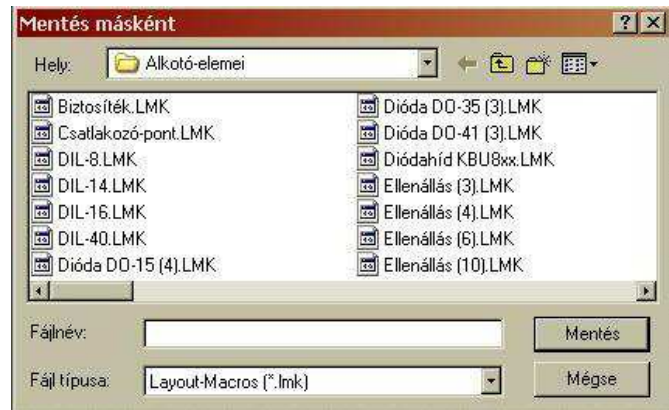 Mentés másként
Hely: Alkotó-elemei
Biztosíték.LMK
Csatlakozó-pont.LMK
DIL-8.LMK
DIL-14.LMK
DIL-16.LMK
DIL-40.LMK
Dióda DO-15 (4).LMK
Dióda DO-35 (3).LMK
Dióda DO-41 (3).LMK
Diódahíd KBU8xx.LMK
Ellenállás (3).LMK
Ellenállás (4).LMK
Ellenállás (6).LMK
Ellenállás (10).LMK
Fájlnév: Mentés
Fájl típusa: Layout-Macros (*.lmk) Mégse